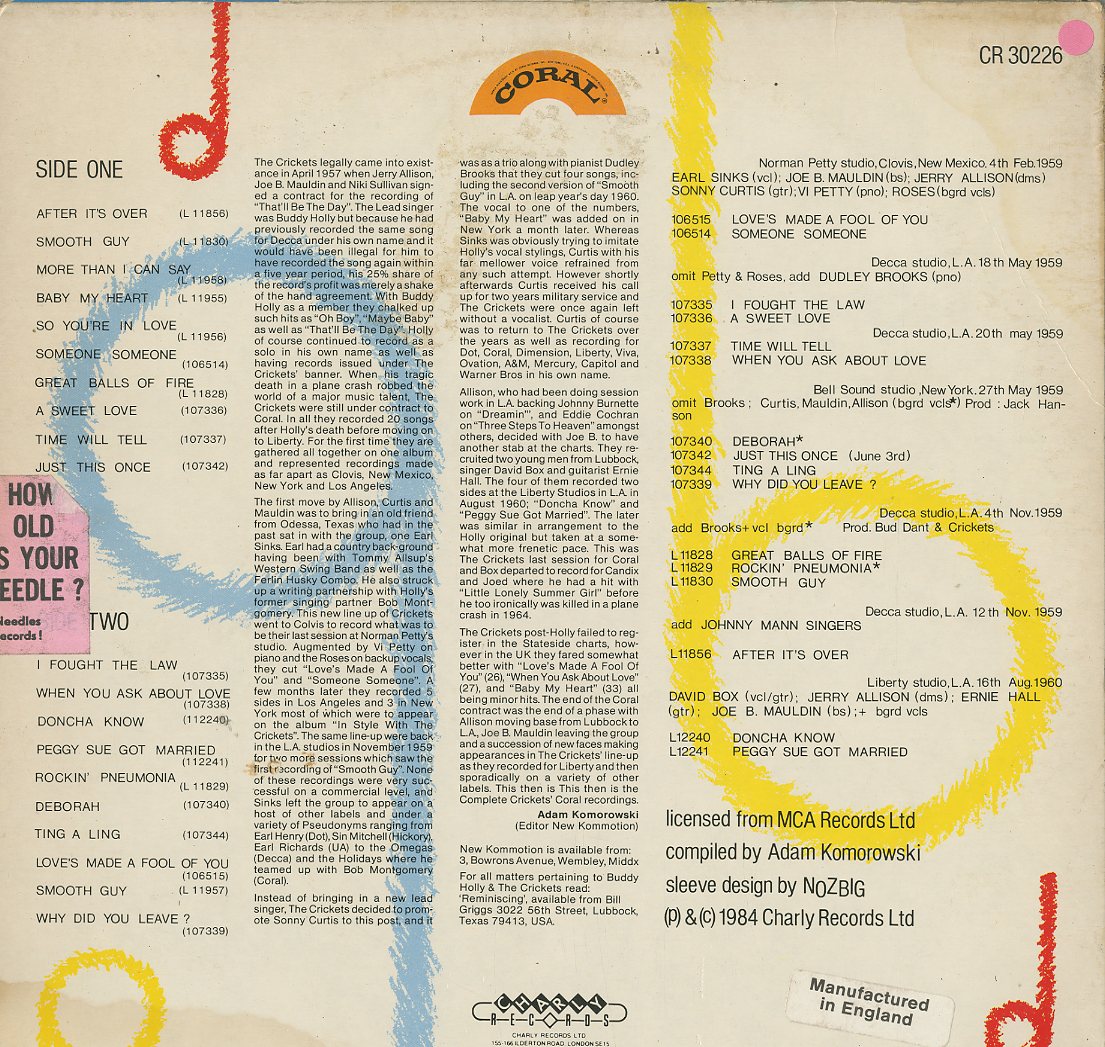 CORAL
CR 30226
SIDE ONE
AFTER IT'S OVER (L 11856)
SMOOTH GUY (L 11830)
MORE THAN I CAN SAY
(L 11958)
BABY MY HEART (L 11955)
SO YOU'RE IN LOVE
(L 11956)
SOMEONE SOMEONE
(106514)
GREAT BALLS OF FIRE
(L 11828)
A SWEET LOVE (107336)
TIME WILL TELL (107337)
JUST THIS ONCE (107342)
HOW
OLD
S YOUR
EEDLE ?
Needles
ecords !
TWO
I FOUGHT THE LAW
(107335)
WHEN YOU ASK ABOUT LOVE
(107338)
DONCHA KNOW (112240)
PEGGY SUE GOT MARRIED
(112241)
ROCKIN' PNEUMONIA
(L 11829)
DEBORAH (107340)
TING A LING (107344)
LOVE'S MADE A FOOL OF YOU
(106515)
SMOOTH GUY (L 11957)
WHY DID YOU LEAVE ?
(107339)
The Crickets legally came into exist-
ance in April 1957 when Jerry Allison,
Joe B. Mauldin and Niki Sullivan sign-
ed a contract for the recording of
"That'll Be The Day". The Lead singer
was Buddy Holly but because he had
previously recorded the same song
for Decca under his own name and it
would have been illegal for him to
have recorded the song again within
a five year period, his 25% share of
the record's profit was merely a shake
of the hand agreement. With Buddy
Holly as a member they chalked up
such hits as "Oh Boy", "Maybe Baby"
as well as "That'll Be The Day". Holly
of course continued to record as a
solo in his own name as well as
having records issued under The
Crickets' banner. When his tragic
death in a plane crash robbed the
world of a major music talent, The
Crickets were still under contract to
Coral. In all they recorded 20 songs
after Holly's death before moving on
to Liberty. For the first time they are
gathered all together on one album
and represented recordings made
as far apart as Clovis, New Mexico,
New York and Los Angeles.
The first move by Allison, Curtis and
Mauldin was to bring in an old friend
from Odessa, Texas who had in the
past sat in with the group, one Earl
Sinks. Earl had a country background
having been with Tommy Allsup's
Western Swing Band as well as the
Ferlin Husky Combo. He also struck
up a writing partnership with Holly's
former singing partner Bob Mont-
gomery. This new line up of Crickets
went to Colvis to record what was to
be their last session at Norman Petty's
studio. Augmented by Vi Petty on
piano and the Roses on backup vocals,
they cut "Love's Made A Fool Of
You" and "Someone Someone". A
few months later they recorded 5
sides in Los Angeles and 3 in New
York most of which were to appear
on the album "In Style With The
Crickets". The same line-up were back
in the L.A. studios in November 1959
for two more sessions which saw the
first recording of "Smooth Guy". None
of these recordings were very suc-
cessful on a commercial level, and
Sinks left the group to appear on a
host of other labels and under a
variety of Pseudonyms ranging from
Earl Henry (Dot), Sin Mitchell (Hickory),
Earl Richards (UA) to the Omegas
(Decca) and the Holidays where he
teamed up with Bob Montgomery
(Coral).
Instead of bringing in a new lead
singer, The Crickets decided to prom-
ote Sonny Curtis to this post, and it
was as a trio along with pianist Dudley
Brooks that they cut four songs, inc-
luding the second version of "Smooth
Guy" in L.A. on leap year's day 1960.
The vocal to one of the numbers,
"Baby My Heart" was added on in
New York a month later. Whereas
Sinks was obviously trying to imitate
Holly's vocal stylings, Curtis with his
far mellower voice refrained from
any such attempt. However shortly
afterwards Curtis received his call
up for two years military service and
The Crickets were once again left
without a vocalist. Curtis of course
was to return to The Crickets over
the years as well as recording for
Dot, Coral, Dimension, Liberty, Viva,
Ovation, A&M, Mercury, Capitol and
Warner Bros in his own name.
Allison, who had been doing session
work in L.A. backing Johnny Burnette
on "Dreamin'", and Eddie Cochran
on "Three Steps To Heaven" amongst
others, decided with Joe B. to have
another stab at the charts. They re-
cruited two young men from Lubbock,
singer David Box and guitarist Ernie
Hall. The four of them recorded two
sides at the Liberty Studios in L.A. in
August 1960; "Doncha Know" and
"Peggy Sue Got Married". The later
was similar in arrangement to the
Holly original but taken at a some-
what more frenetic pace. This was
The Crickets last session for Coral
and Box departed to record for Candix
and Joed where he had a hit with
"Little Lonely Summer Girl" before
he too ironically was killed in a plane
crash in 1964.
The Crickets post-Holly failed to reg-
ister in the Stateside charts, how-
ever in the UK they fared somewhat
better with "Love's Made A Fool Of
You" (26), "When You Ask About Love"
(27), and "Baby My Heart" (33) all
being minor hits. The end of the Coral
contract was the end of a phase with
Allison moving base from Lubbock to
L.A., Joe B. Mauldin leaving the group
and a succession of new faces making
appearances in The Crickets' line-up
as they recorded for Liberty and then
sporadically on a variety of other
labels. This then is This then is the
Complete Crickets' Coral recordings.
Adam Komorowski
(Editor New Kommotion)
New Kommotion is available from:
3, Bowrons Avenue, Wembley, Middx
For all matters pertaining to Buddy
Holly & The Crickets read:
'Reminiscing', available from Bill
Griggs 3022 56th Street, Lubbock,
Texas 79413, USA.
Norman Petty studio, Clovis, New Mexico. 4th Feb. 1959
EARL SINKS (vcl); JOE B. MAULDIN (bs); JERRY ALLISON (dms)
SONNY CURTIS (gtr); VI PETTY (pno); ROSES (bgrd vcls)
106515 LOVE'S MADE A FOOL OF YOU
106514 SOMEONE SOMEONE
Decca studio, L.A. 18th May 1959
omit Petty & Roses, add DUDLEY BROOKS (pno)
107335 I FOUGHT THE LAW
107336 A SWEET LOVE
Decca studio, L.A. 20th may 1959
107337 TIME WILL TELL
107338 WHEN YOU ASK ABOUT LOVE
Bell Sound studio, New York. 27th May 1959
omit Brooks ; Curtis, Mauldin, Allison (bgrd vcls*) Prod : Jack Han-
son
107340 DEBORAH*
107342 JUST THIS ONCE (June 3rd)
107344 TING A LING
107339 WHY DID YOU LEAVE ?
Decca studio, L.A. 4th Nov. 1959
add Brooks + vcl bgrd* Prod. Bud Dant & Crickets
L 11828 GREAT BALLS OF FIRE
L 11829 ROCKIN' PNEUMONIA*
L 11830 SMOOTH GUY
Decca studio, L.A. 12th Nov. 1959
add JOHNNY MANN SINGERS
L11856 AFTER IT'S OVER
Liberty studio, L.A. 16th Aug. 1960
DAVID BOX (vcl/gtr); JERRY ALLISON (dms); ERNIE HALL
(gtr); JOE B. MAULDIN (bs); + bgrd vcls
L12240 DONCHA KNOW
L12241 PEGGY SUE GOT MARRIED
licensed from MCA Records Ltd
compiled by Adam Komorowski
sleeve design by NOZBIG
(p) & (c) 1984 Charly Records Ltd
Manufactured
in England
CHARLY
RECORDS
CHARLY RECORDS LTD
155-166 ILDERTON ROAD, LONDON SE15